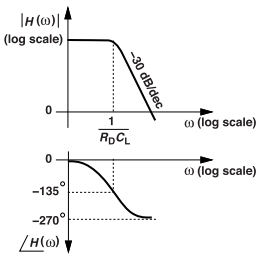 |H(ω)|
(log scale)
−30 dB/dec
0
1
R_D C_L
ω (log scale)
0
ω (log scale)
−135°
−270°
∠H(ω)